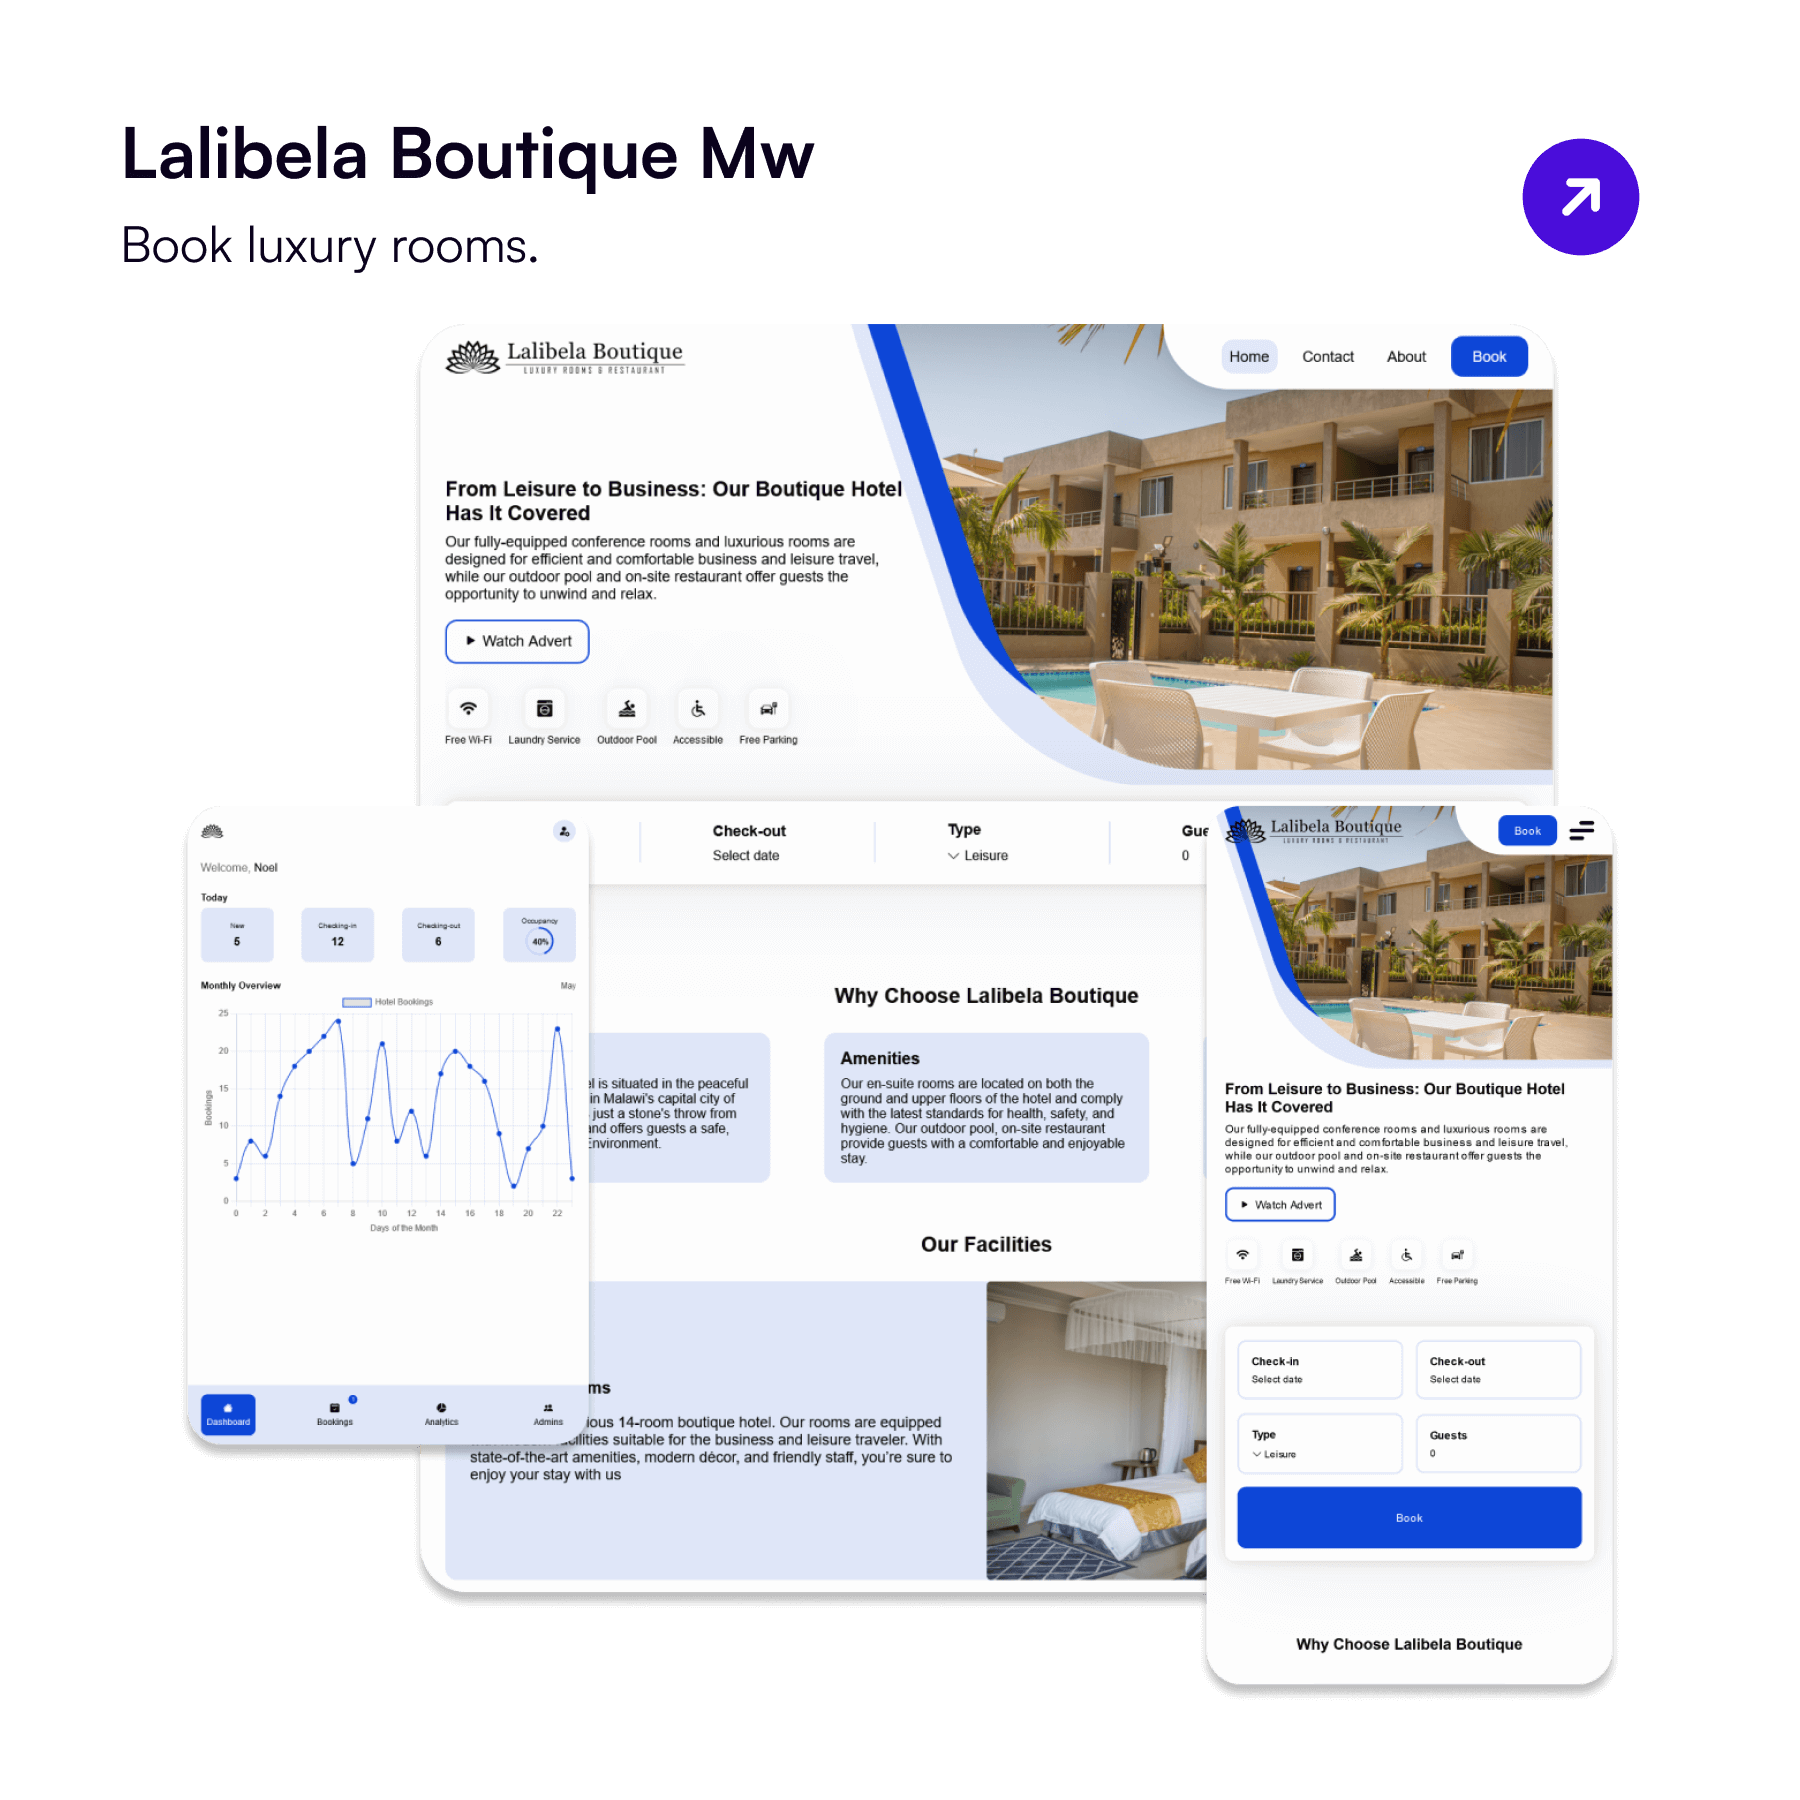 Lalibela Boutique Mw
Book luxury rooms.
Lalibela Boutique
LUXURY ROOMS & RESTAURANT
Home
Contact
About
Book
From Leisure to Business: Our Boutique Hotel
Has It Covered
Our fully-equipped conference rooms and luxurious rooms are
designed for efficient and comfortable business and leisure travel,
while our outdoor pool and on-site restaurant offer guests the
opportunity to unwind and relax.
Watch Advert
Free Wi-Fi
Laundry Service
Outdoor Pool
Accessible
Free Parking
Check-out
Select date
Type
Leisure
Gue
0
Why Choose Lalibela Boutique
el is situated in the peaceful
in Malawi's capital city of
just a stone's throw from
and offers guests a safe,
Environment.
Amenities
Our en-suite rooms are located on both the
ground and upper floors of the hotel and comply
with the latest standards for health, safety, and
hygiene. Our outdoor pool, on-site restaurant
provide guests with a comfortable and enjoyable
stay.
Our Facilities
ms
ious 14-room boutique hotel. Our rooms are equipped
cilities suitable for the business and leisure traveler. With
state-of-the-art amenities, modern décor, and friendly staff, you're sure to
enjoy your stay with us
Welcome, Noel
Today
New
5
Checking-in
12
Checking-out
6
Occupancy
40%
Monthly Overview
May
Hotel Bookings
Bookings
25
20
15
10
5
0
0 2 4 6 8 10 12 14 16 18 20 22
Days of the Month
Dashboard
Bookings
Analytics
Admins
Lalibela Boutique
LUXURY ROOMS & RESTAURANT
Book
From Leisure to Business: Our Boutique Hotel
Has It Covered
Our fully-equipped conference rooms and luxurious rooms are
designed for efficient and comfortable business and leisure travel,
while our outdoor pool and on-site restaurant offer guests the
opportunity to unwind and relax.
Watch Advert
Free Wi-Fi
Laundry Service
Outdoor Pool
Accessible
Free Parking
Check-in
Select date
Check-out
Select date
Type
Leisure
Guests
0
Book
Why Choose Lalibela Boutique